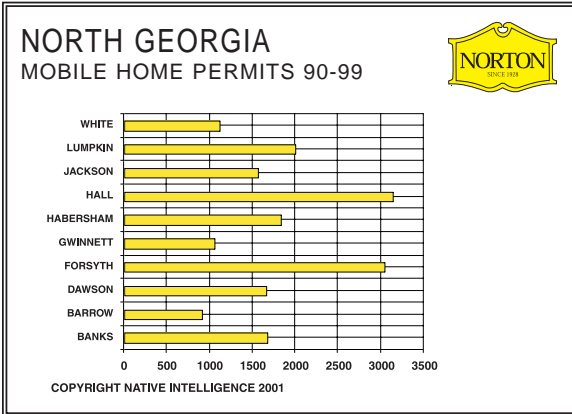 NORTH GEORGIA
MOBILE HOME PERMITS 90-99
NORTON
SINCE 1928
WHITE
LUMPKIN
JACKSON
HALL
HABERSHAM
GWINNETT
FORSYTH
DAWSON
BARROW
BANKS
0 500 1000 1500 2000 2500 3000 3500
COPYRIGHT NATIVE INTELLIGENCE 2001